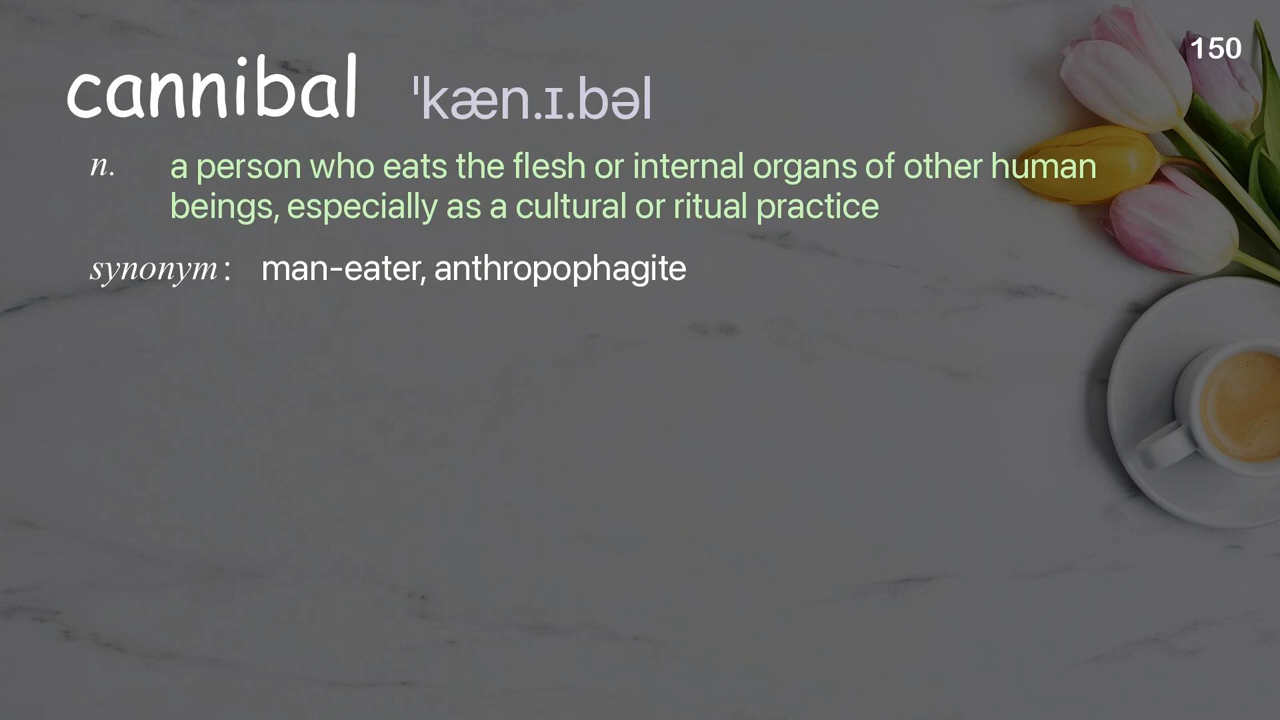 150
cannibal ˈkæn.ɪ.bəl
n. a person who eats the flesh or internal organs of other human
beings, especially as a cultural or ritual practice
synonym : man-eater, anthropophagite